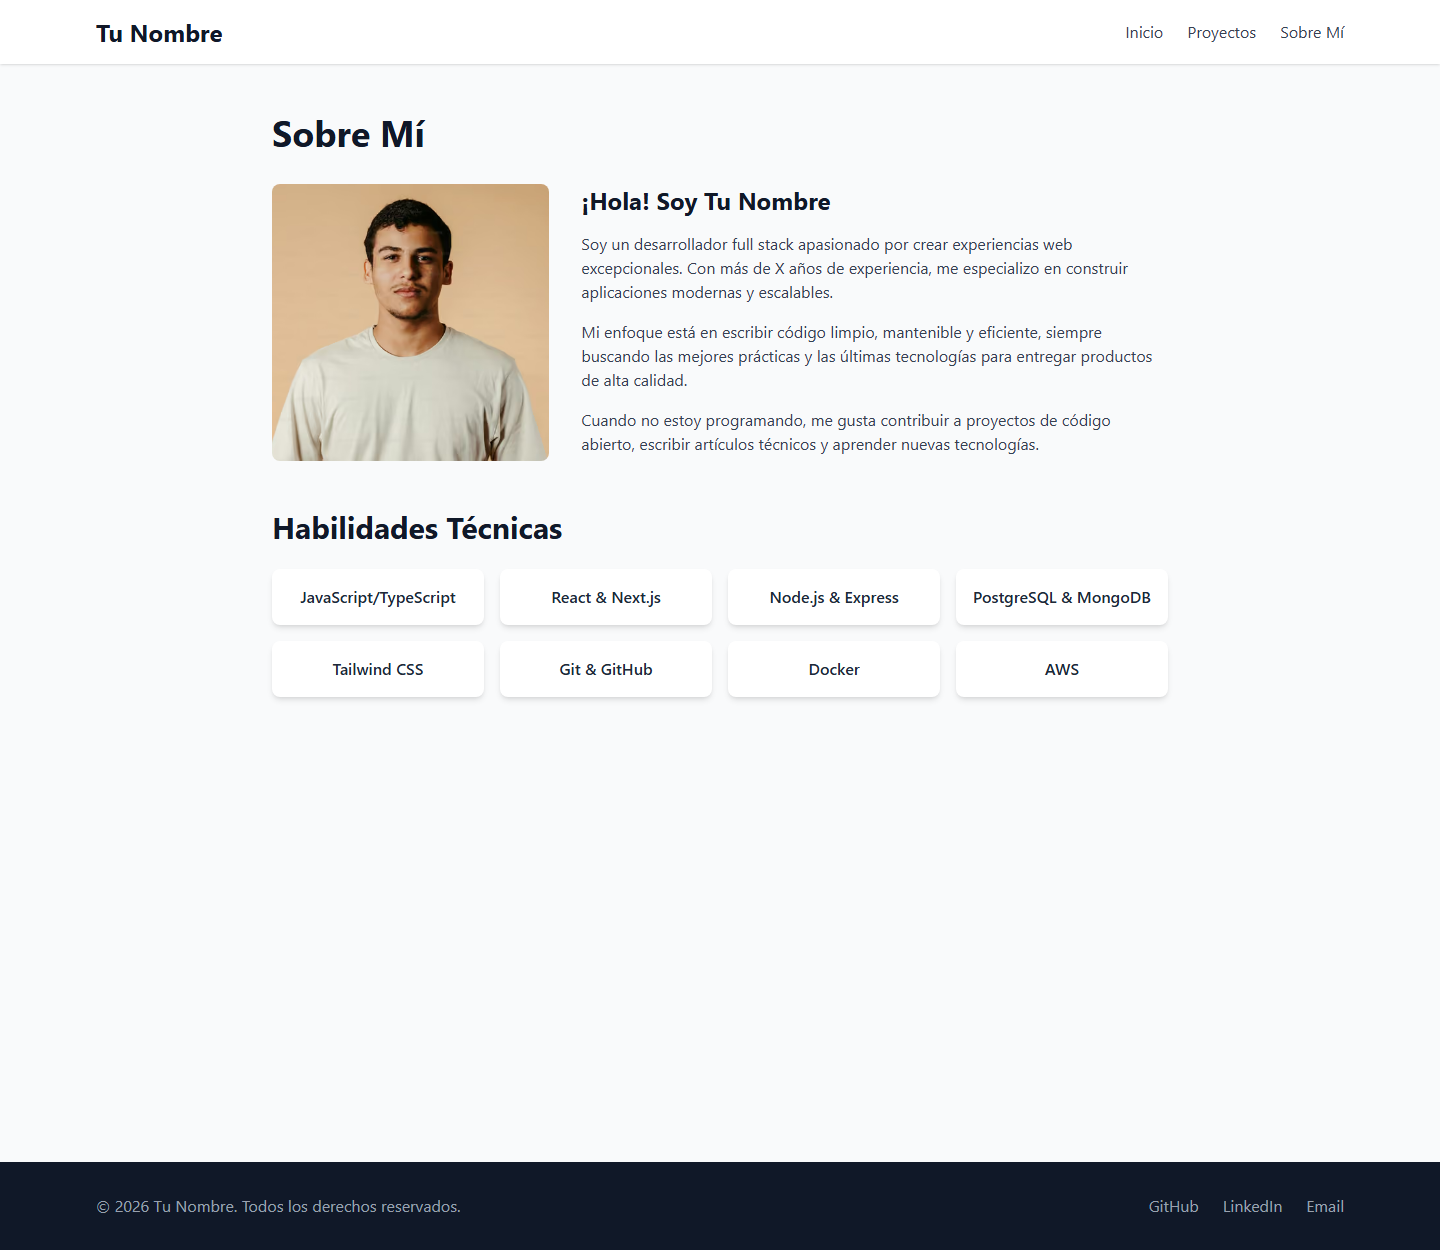 Tu Nombre
Inicio Proyectos Sobre Mí
Sobre Mí
¡Hola! Soy Tu Nombre
Soy un desarrollador full stack apasionado por crear experiencias web
excepcionales. Con más de X años de experiencia, me especializo en construir
aplicaciones modernas y escalables.
Mi enfoque está en escribir código limpio, mantenible y eficiente, siempre
buscando las mejores prácticas y las últimas tecnologías para entregar productos
de alta calidad.
Cuando no estoy programando, me gusta contribuir a proyectos de código
abierto, escribir artículos técnicos y aprender nuevas tecnologías.
Habilidades Técnicas
JavaScript/TypeScript
React & Next.js
Node.js & Express
PostgreSQL & MongoDB
Tailwind CSS
Git & GitHub
Docker
AWS
© 2026 Tu Nombre. Todos los derechos reservados.
GitHub LinkedIn Email